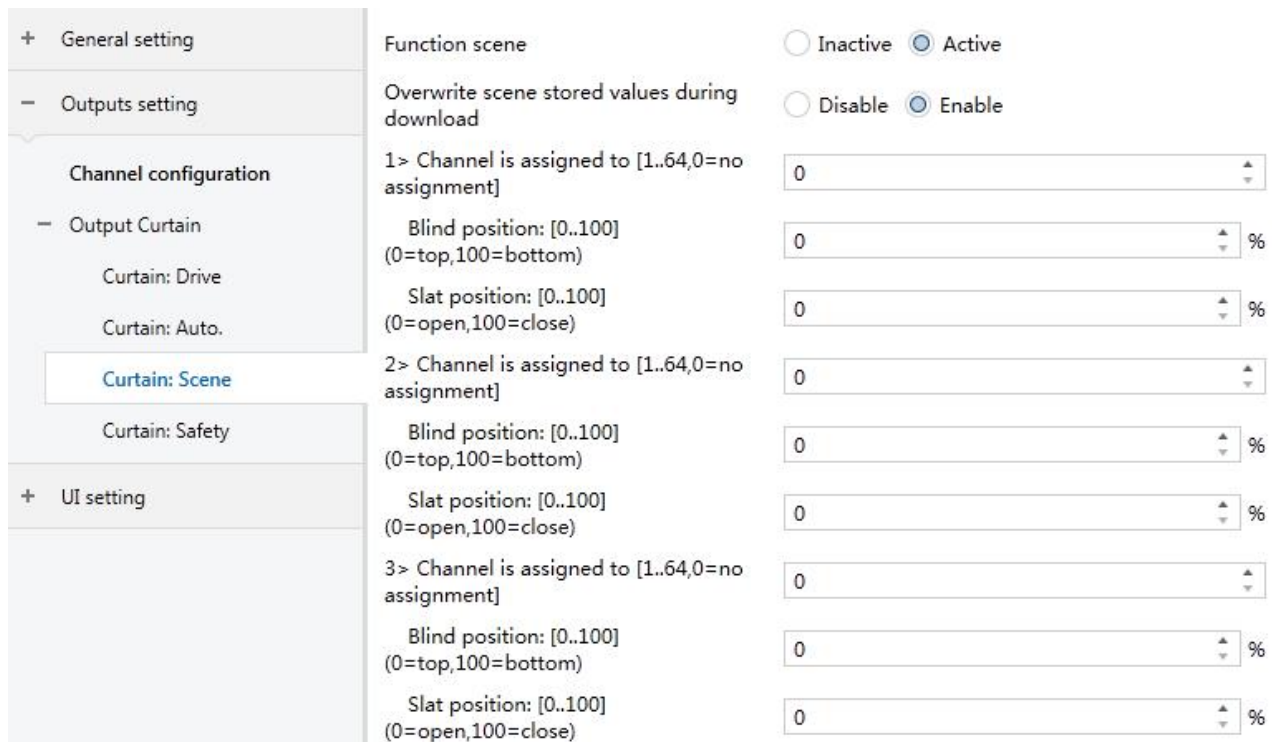 + General setting
− Outputs setting
Channel configuration
− Output Curtain
Curtain: Drive
Curtain: Auto.
Curtain: Scene
Curtain: Safety
+ UI setting
Function scene
Inactive Active
Overwrite scene stored values during
download
Disable Enable
1> Channel is assigned to [1..64,0=no
assignment]
0
Blind position: [0..100]
(0=top,100=bottom)
0 %
Slat position: [0..100]
(0=open,100=close)
0 %
2> Channel is assigned to [1..64,0=no
assignment]
0
Blind position: [0..100]
(0=top,100=bottom)
0 %
Slat position: [0..100]
(0=open,100=close)
0 %
3> Channel is assigned to [1..64,0=no
assignment]
0
Blind position: [0..100]
(0=top,100=bottom)
0 %
Slat position: [0..100]
(0=open,100=close)
0 %